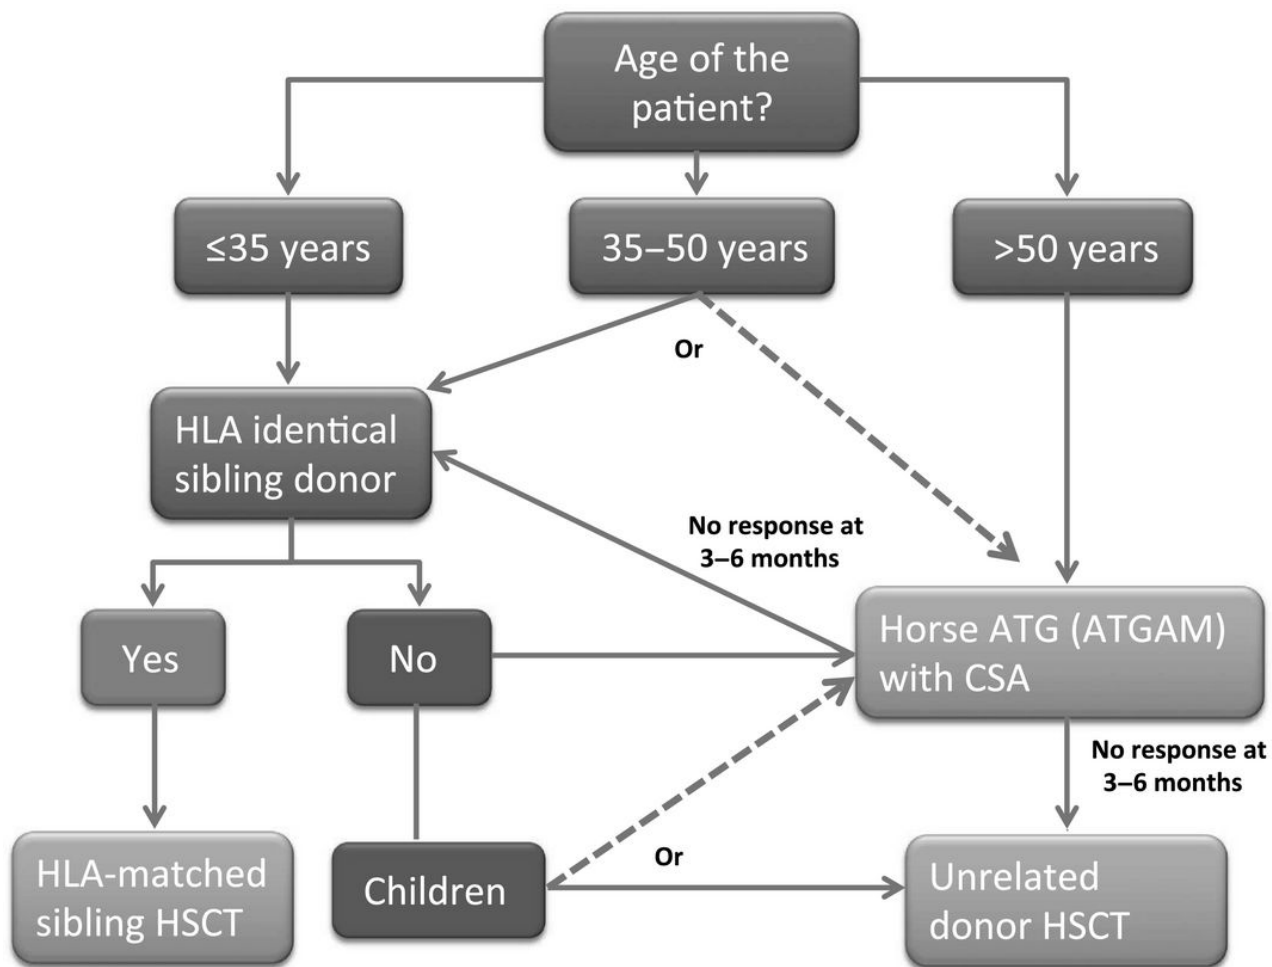 Age of the
patient?
≤35 years
35–50 years
>50 years
Or
HLA identical
sibling donor
No response at
3–6 months
Yes
No
Horse ATG (ATGAM)
with CSA
No response at
3–6 months
HLA-matched
sibling HSCT
Children
Or
Unrelated
donor HSCT